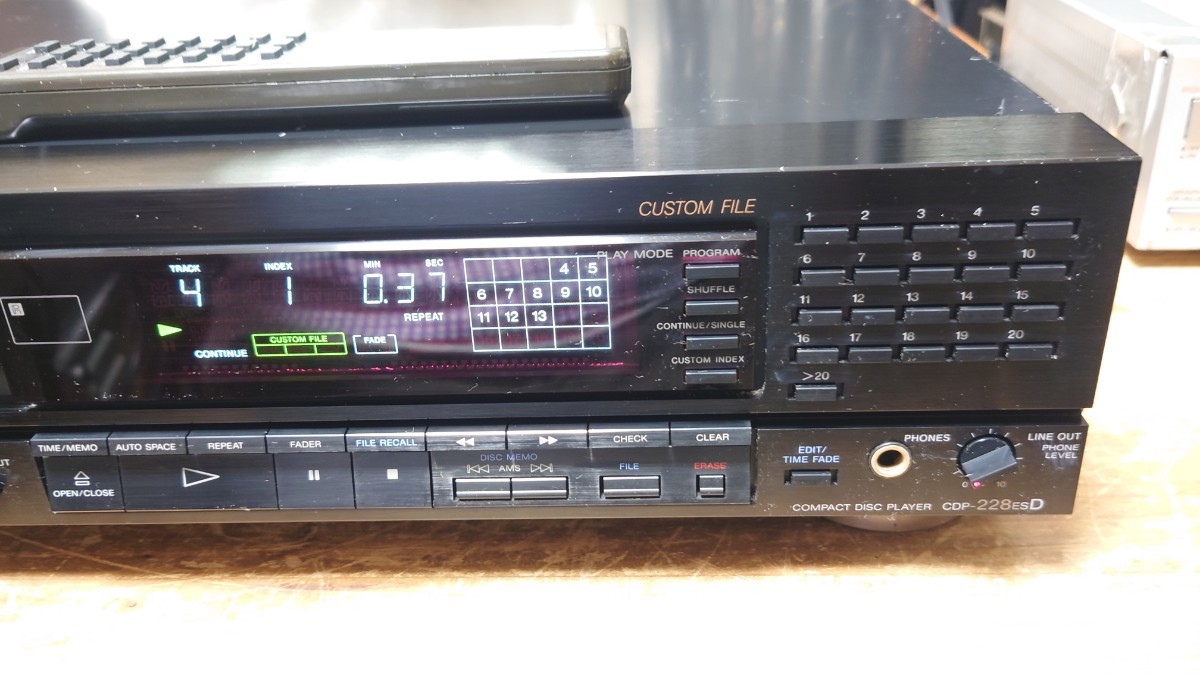 CUSTOM FILE
1 2 3 4 5
TRACK INDEX MIN SEC
4 1 0.37
4 5
PLAY MODE PROGRAM
6 7 8 9 10
6 7 8 9 10
SHUFFLE
REPEAT
11 12 13
11 12 13 14 15
CONTINUE/SINGLE
CUSTOM FILE
FADE
CONTINUE
CUSTOM INDEX
16 17 18 19 20
>20
TIME/MEMO AUTO SPACE REPEAT FADER FILE RECALL CHECK CLEAR
DISC MEMO
AMS
FILE
ERASE
OPEN/CLOSE
EDIT/
TIME FADE
PHONES
LINE OUT
PHONE
LEVEL
0 10
COMPACT DISC PLAYER CDP-228ESD